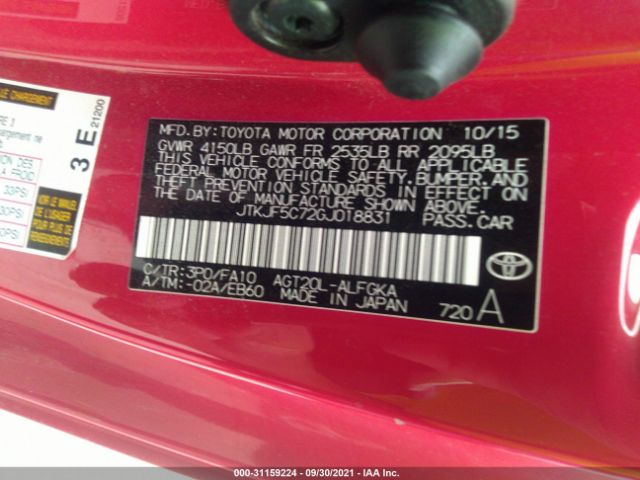 MFD.BY:TOYOTA MOTOR CORPORATION 10/15
GVWR 4150LB GAWR FR 2535LB RR 2095LB
THIS VEHICLE CONFORMS TO ALL APPLICABLE
FEDERAL MOTOR VEHICLE SAFETY, BUMPER, AND
THEFT PREVENTION STANDARDS IN EFFECT ON
THE DATE OF MANUFACTURE SHOWN ABOVE.
JTKJF5C72GJ018831 PASS.CAR
C/TR:3P0/FA10 AGT20L-ALFGKA
A/TM:-02A/EB60 MADE IN JAPAN 720 A
3 E 21200
LA FROID
33PSI
000-31159224 - 09/30/2021 - IAA Inc.